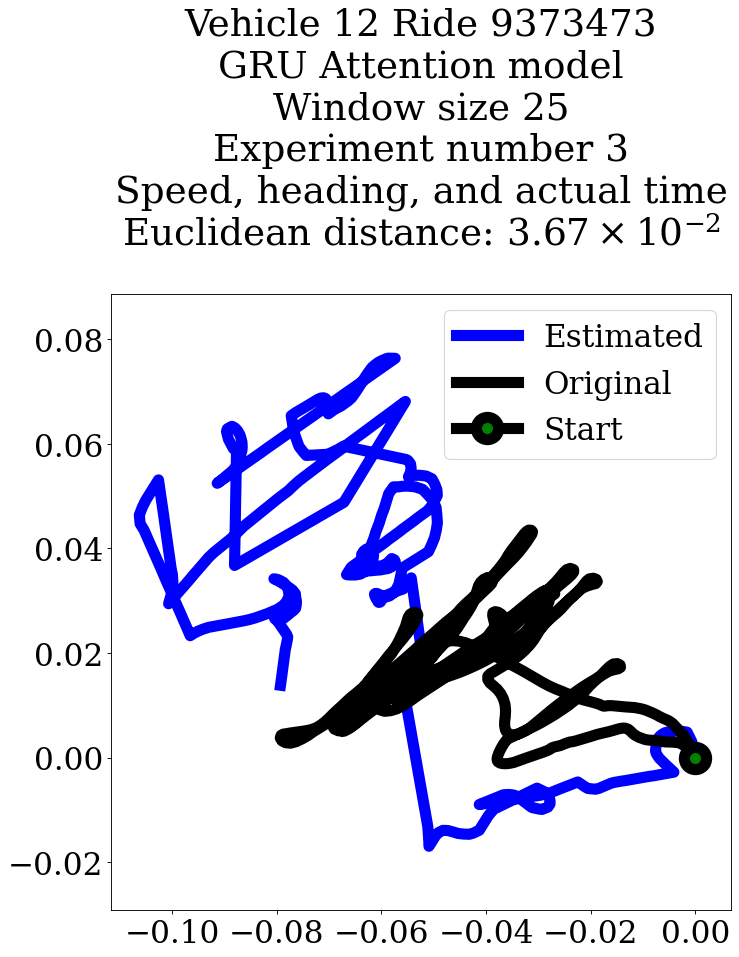 Vehicle 12 Ride 9373473
GRU Attention model
Window size 25
Experiment number 3
Speed, heading, and actual time
Euclidean distance: 3.67 × 10⁻²
Estimated
Original
Start
0.08
0.06
0.04
0.02
0.00
−0.02
−0.10 −0.08 −0.06 −0.04 −0.02 0.00